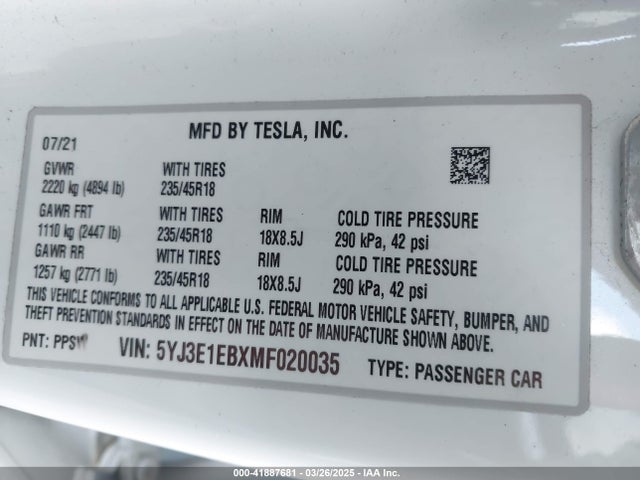 MFD BY TESLA, INC.
07/21
GVWR WITH TIRES
2220 kg (4894 lb) 235/45R18
GAWR FRT WITH TIRES RIM COLD TIRE PRESSURE
1110 kg (2447 lb) 235/45R18 18X8.5J 290 kPa, 42 psi
GAWR RR WITH TIRES RIM COLD TIRE PRESSURE
1257 kg (2771 lb) 235/45R18 18X8.5J 290 kPa, 42 psi
THIS VEHICLE CONFORMS TO ALL APPLICABLE U.S. FEDERAL MOTOR VEHICLE SAFETY, BUMPER, AND
THEFT PREVENTION STANDARDS IN EFFECT ON THE DATE OF MANUFACTURE SHOWN ABOVE.
PNT: PPSW VIN: 5YJ3E1EBXMF020035 TYPE: PASSENGER CAR
000-41887681 - 03/26/2025 - IAA Inc.